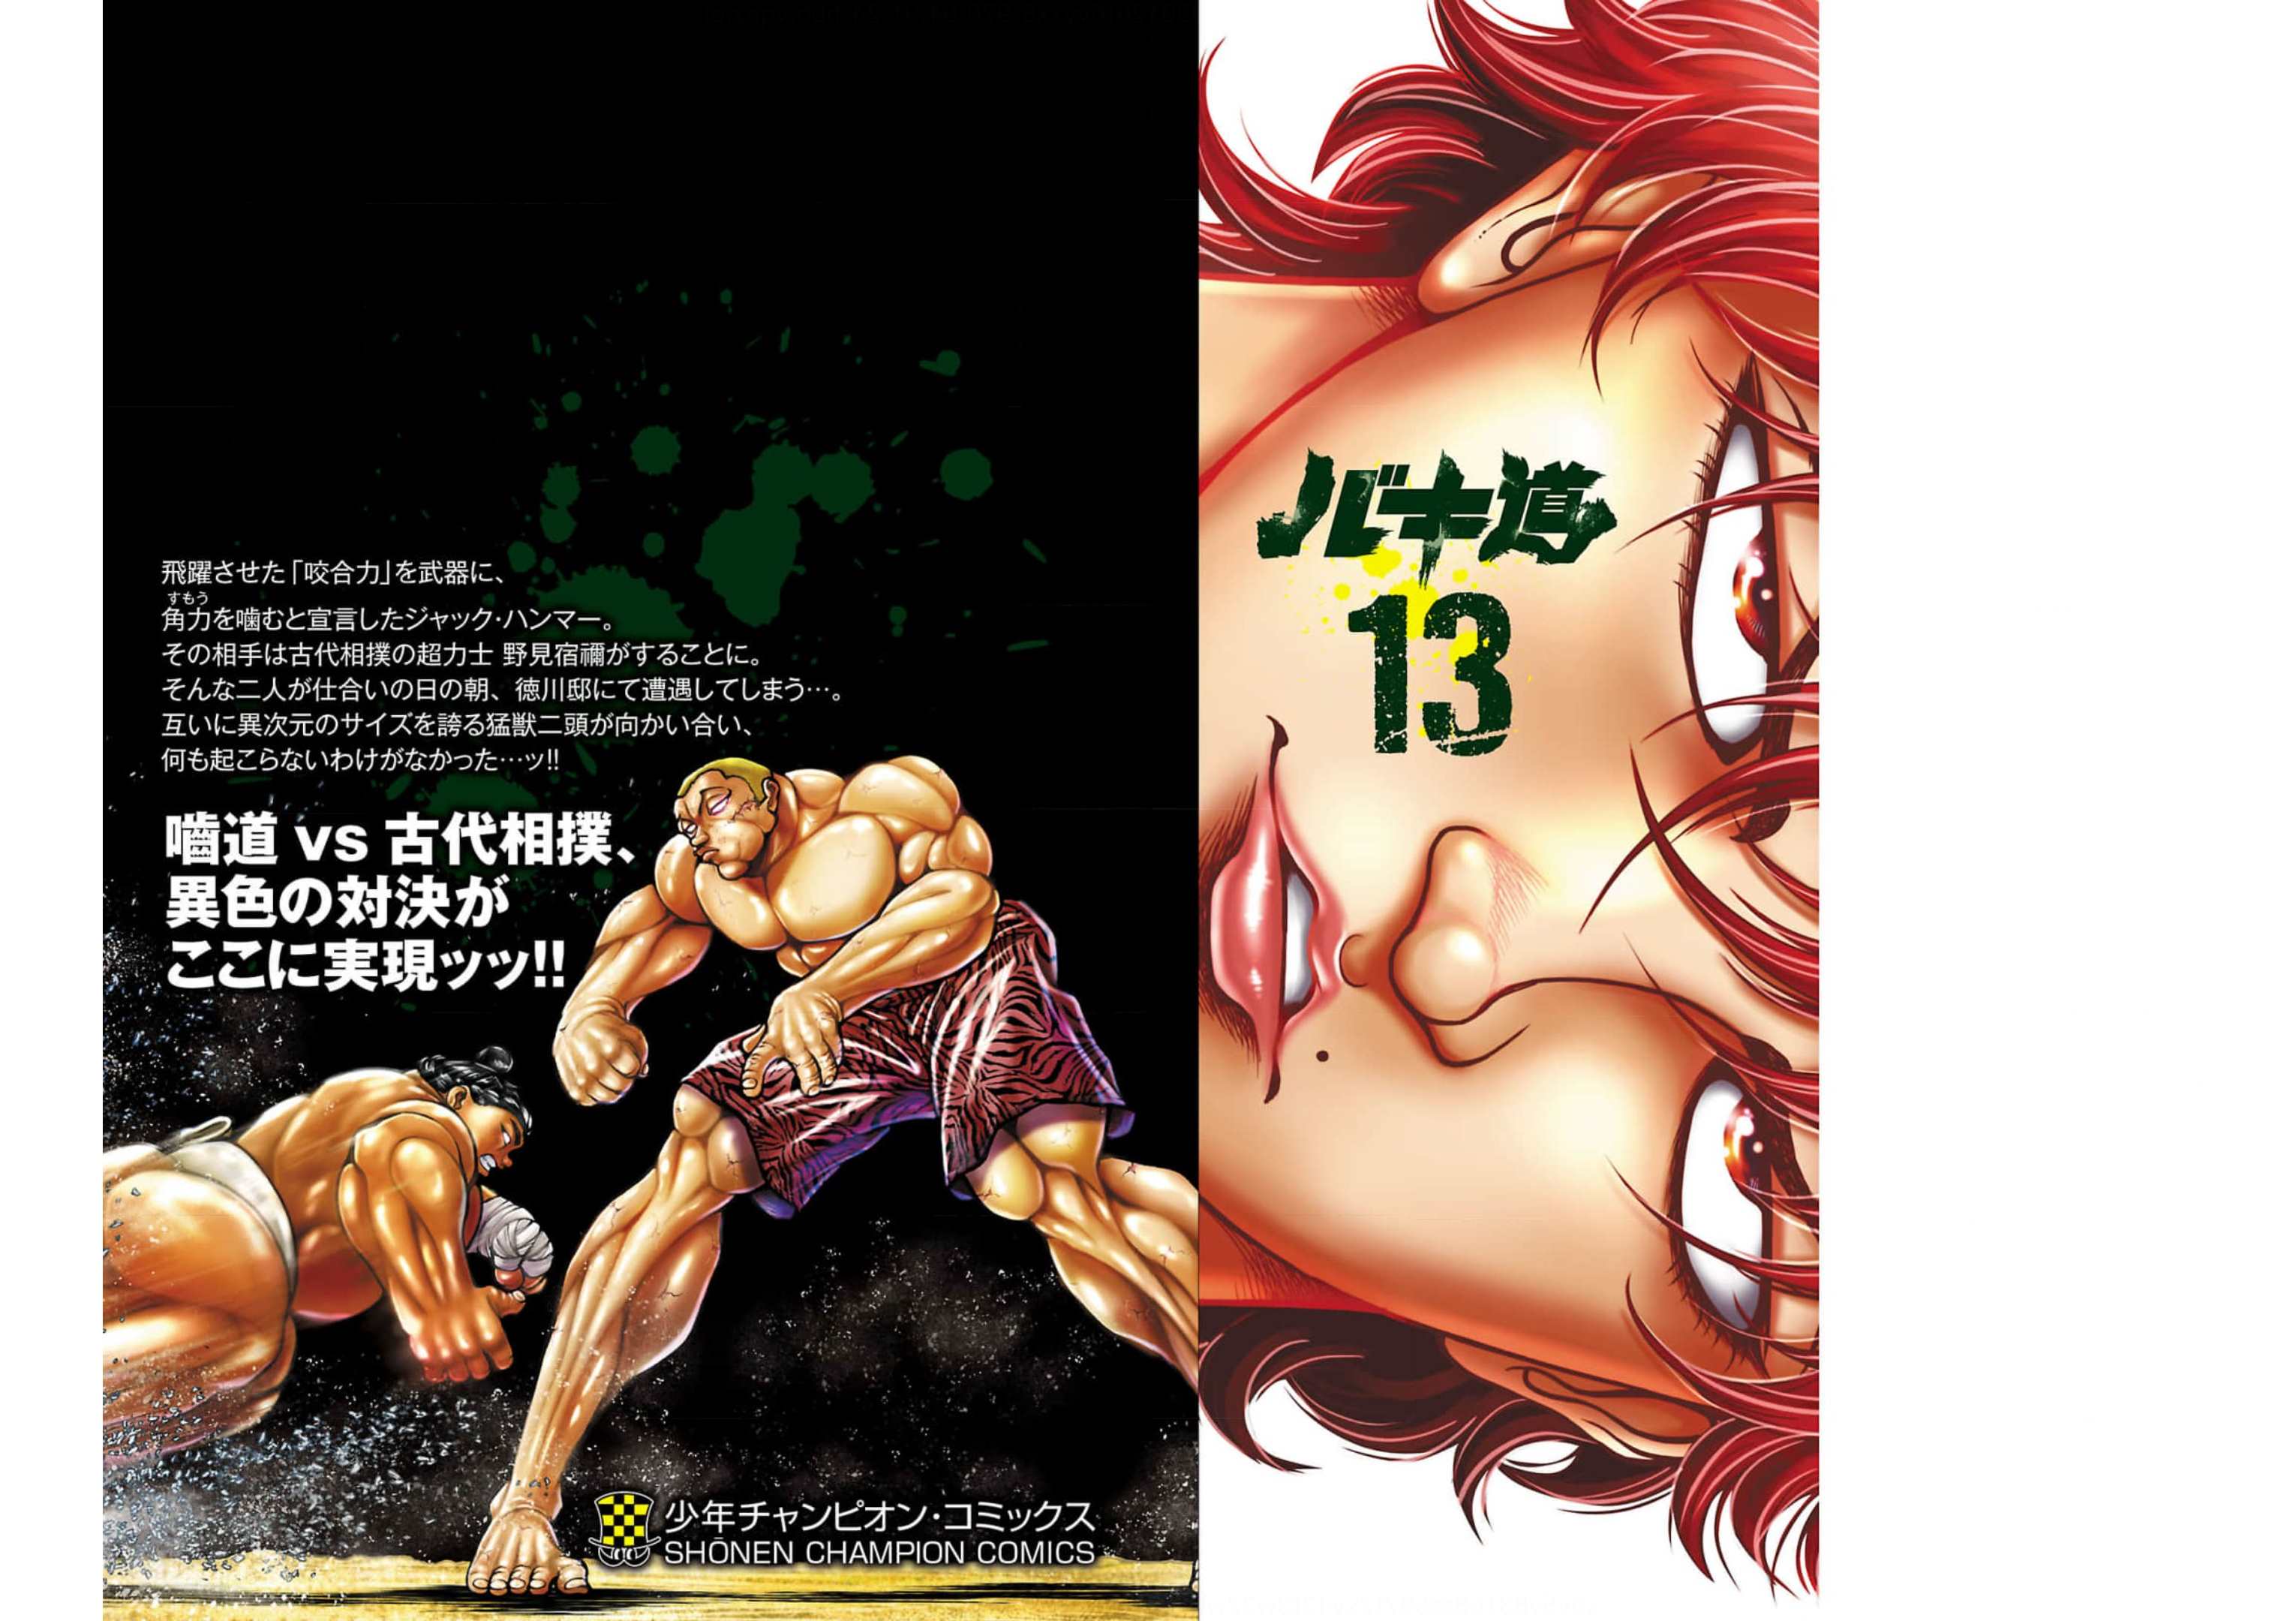 飛躍させた「咬合力」を武器に、
すもう
角力を噛むと宣言したジャック・ハンマー。
その相手は古代相撲の超力士 野見宿禰がすることに。
そんな二人が仕合いの日の朝、徳川邸にて遭遇してしまう…。
互いに異次元のサイズを誇る猛獣二頭が向かい合い、
何も起こらないわけがなかった…ッ!!
嚙道 vs 古代相撲、
異色の対決が
ここに実現ッッ!!
少年チャンピオン・コミックス
SHŌNEN CHAMPION COMICS
バキ道
13